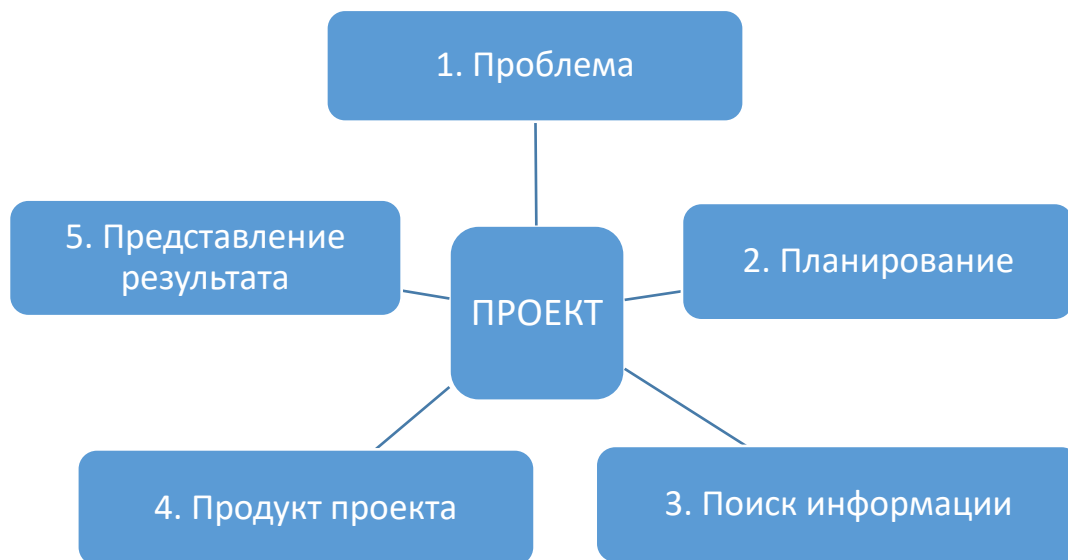 1. Проблема
5. Представление
результата
2. Планирование
ПРОЕКТ
4. Продукт проекта
3. Поиск информации